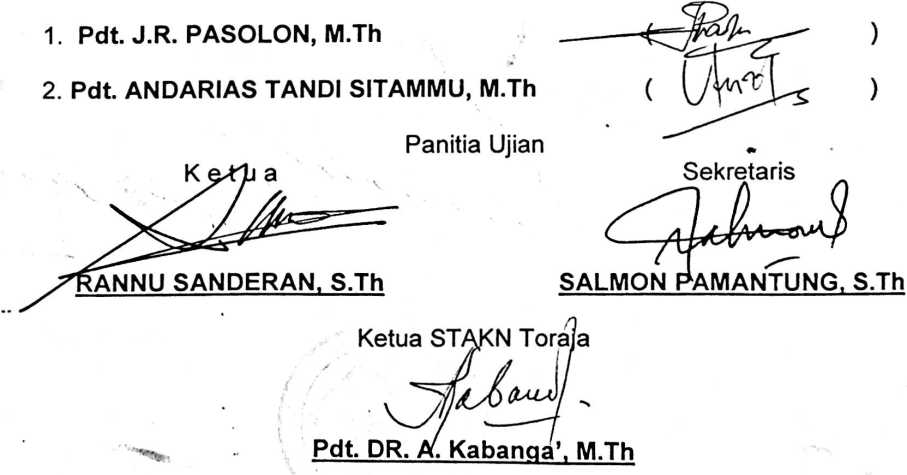 1. Pdt. J.R. PASOLON, M.Th ( )
2. Pdt. ANDARIAS TANDI SITAMMU, M.Th ( )
Panitia Ujian
Ketua Sekretaris
RANNU SANDERAN, S.Th SALMON PAMANTUNG, S.Th
Ketua STAKN Toraja
Pdt. DR. A. Kabanga', M.Th